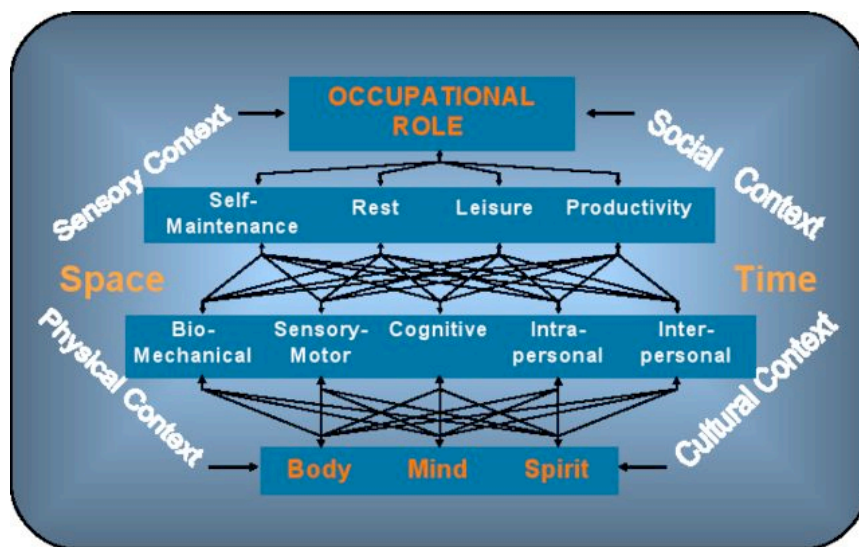 OCCUPATIONAL
ROLE
Sensory Context
Social Context
Self-
Maintenance
Rest
Leisure
Productivity
Space
Time
Bio-
Mechanical
Sensory-
Motor
Cognitive
Intra-
personal
Inter-
personal
Physical Context
Cultural Context
Body
Mind
Spirit